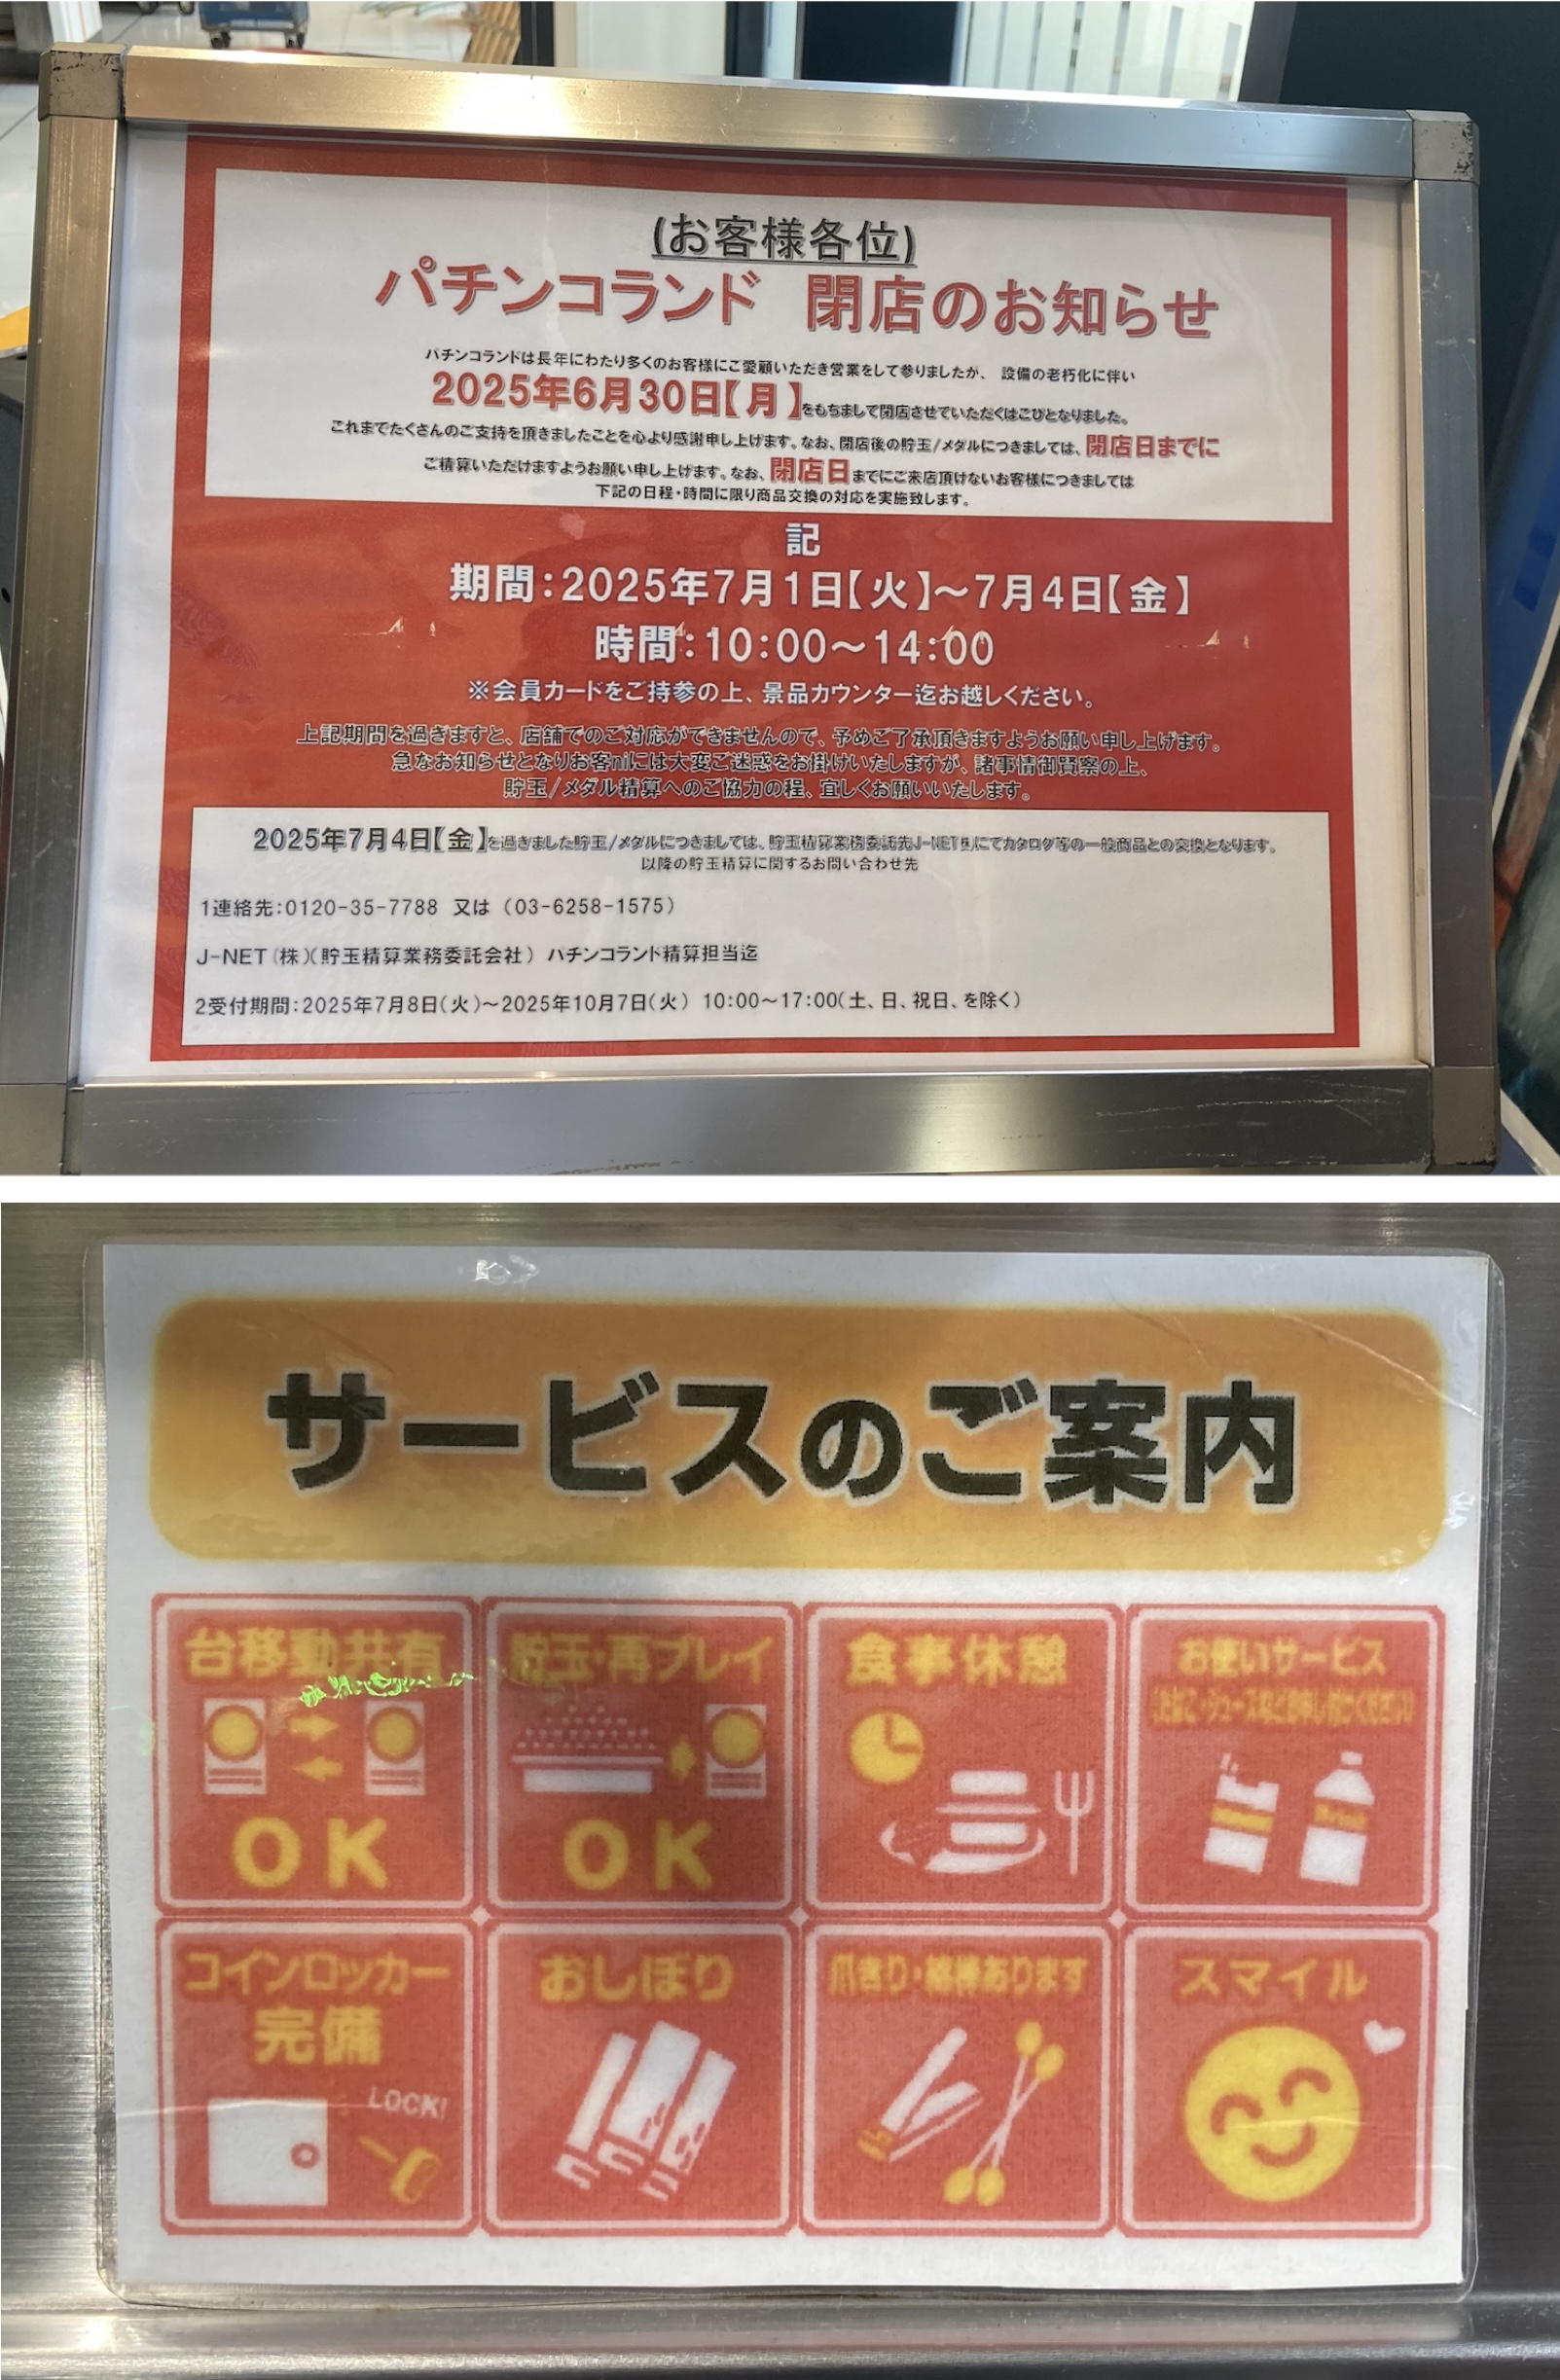 (お客様各位)
パチンコランド 閉店のお知らせ
パチンコランドは長年にわたり多くのお客様にご愛顧いただき営業をして参りましたが、 設備の老朽化に伴い
2025年6月30日【月】をもちまして閉店させていただくはこびとなりました。
これまでたくさんのご支持を頂きましたことを心より感謝申し上げます。なお、閉店後の貯玉/メダルにつきましては、閉店日までに
ご精算いただけますようお願い申し上げます。なお、閉店日までにご来店頂けないお客様につきましては
下記の日程・時間に限り商品交換の対応を実施致します。
記
期間:2025年7月1日【火】~7月4日【金】
時間:10:00~14:00
※会員カードをご持参の上、景品カウンター迄お越しください。
上記期間を過ぎますと、店舗でのご対応ができませんので、予めご了承頂きますようお願い申し上げます。
急なお知らせとなりお客niには大変ご迷惑をお掛けいたしますが、諸事情御賢察の上、
貯玉/メダル精算へのご協力の程、宜しくお願いいたします。
2025年7月4日【金】を過ぎました貯玉/メダルにつきましては、貯玉精算業務委託先J-NET㈱にてカタログ等の一般商品との交換となります。
以降の貯玉精算に関するお問い合わせ先
1連絡先:0120-35-7788 又は (03-6258-1575)
J-NET(株)(貯玉精算業務委託会社) パチンコランド精算担当迄
2受付期間:2025年7月8日(火)~2025年10月7日(火) 10:00~17:00(土、日、祝日、を除く)
サービスのご案内
台移動共有
OK
貯玉・再プレイ
OK
食事休憩
お使いサービス
(たばこ・ジュースなど御申し付けください)
Drink
コインロッカー
完備
LOCK!
おしぼり
爪きり・綿棒あります
スマイル